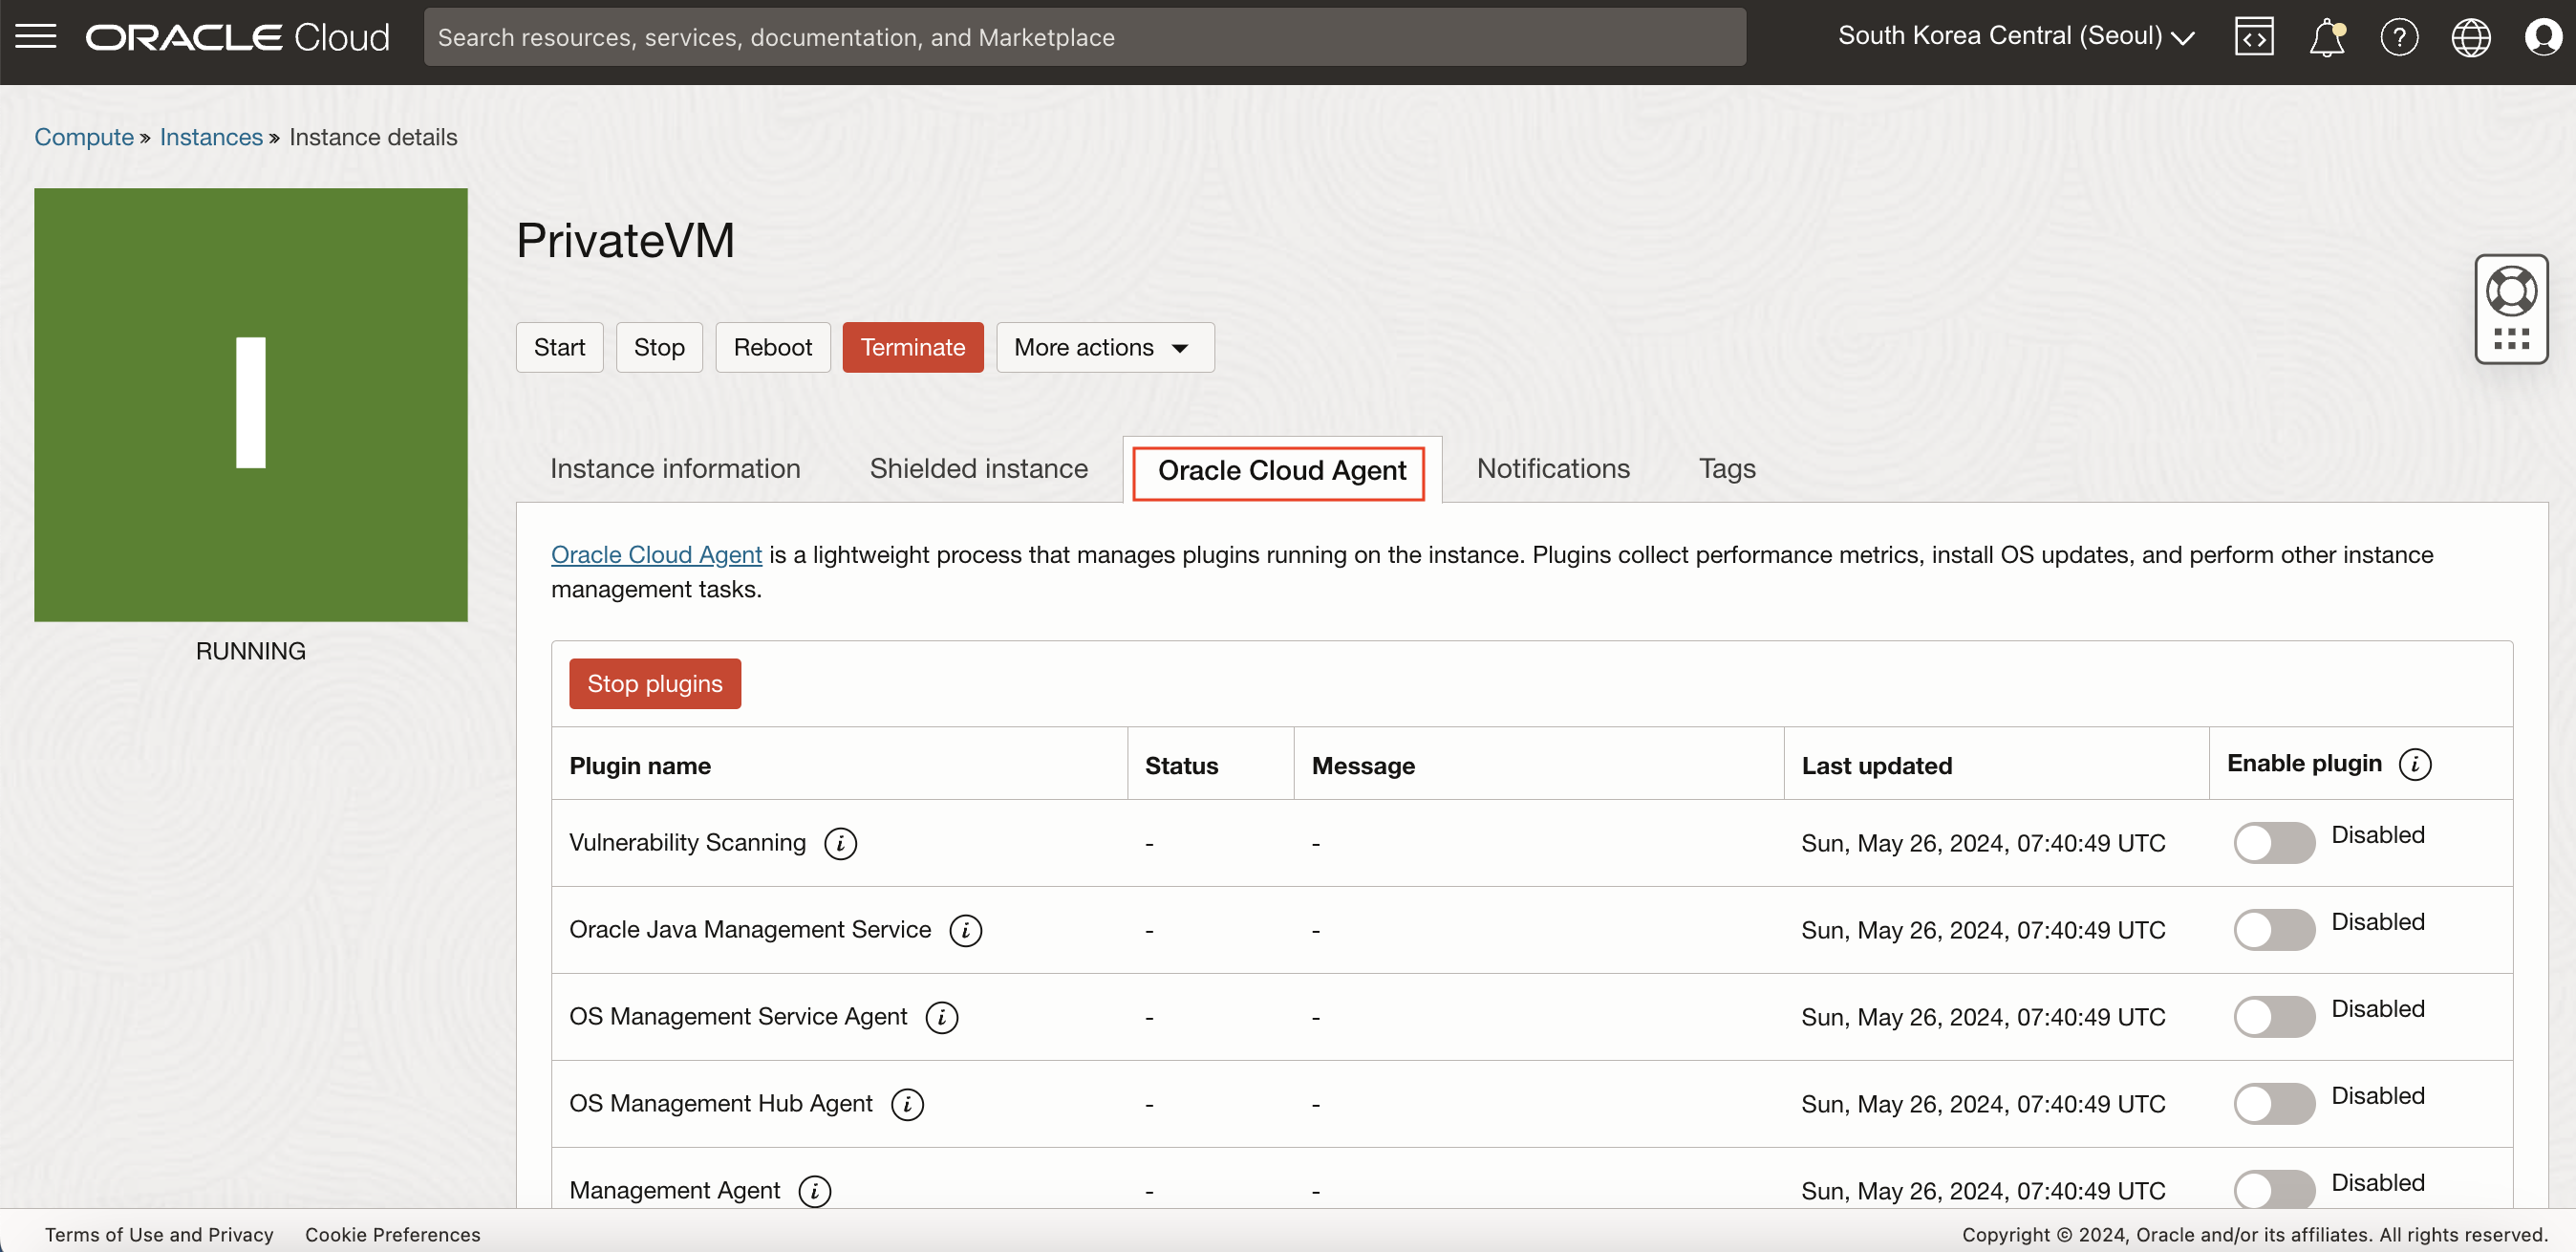 ORACLE Cloud
Search resources, services, documentation, and Marketplace
South Korea Central (Seoul)
Compute » Instances » Instance details
I
RUNNING
PrivateVM
Start Stop Reboot Terminate More actions
Instance information Shielded instance Oracle Cloud Agent Notifications Tags
Oracle Cloud Agent is a lightweight process that manages plugins running on the instance. Plugins collect performance metrics, install OS updates, and perform other instance
management tasks.
Stop plugins
Plugin name Status Message Last updated Enable plugin i
Vulnerability Scanning i - - Sun, May 26, 2024, 07:40:49 UTC Disabled
Oracle Java Management Service i - - Sun, May 26, 2024, 07:40:49 UTC Disabled
OS Management Service Agent i - - Sun, May 26, 2024, 07:40:49 UTC Disabled
OS Management Hub Agent i - - Sun, May 26, 2024, 07:40:49 UTC Disabled
Management Agent i - - Sun, May 26, 2024, 07:40:49 UTC Disabled
Terms of Use and Privacy Cookie Preferences Copyright © 2024, Oracle and/or its affiliates. All rights reserved.